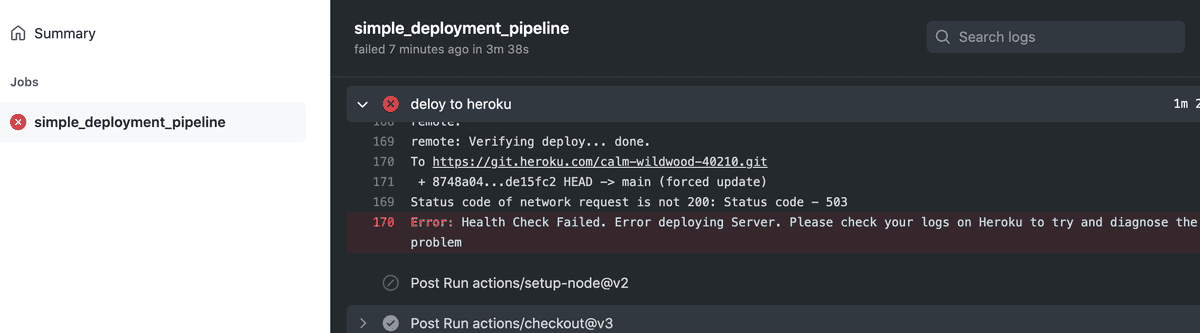 Summary
Jobs
simple_deployment_pipeline
simple_deployment_pipeline
failed 7 minutes ago in 3m 38s
Search logs
deloy to heroku
1m 2
168 remote:
169 remote: Verifying deploy... done.
170 To https://git.heroku.com/calm-wildwood-40210.git
171 + 8748a04...de15fc2 HEAD -> main (forced update)
169 Status code of network request is not 200: Status code - 503
170 Error: Health Check Failed. Error deploying Server. Please check your logs on Heroku to try and diagnose the
problem
Post Run actions/setup-node@v2
Post Run actions/checkout@v3